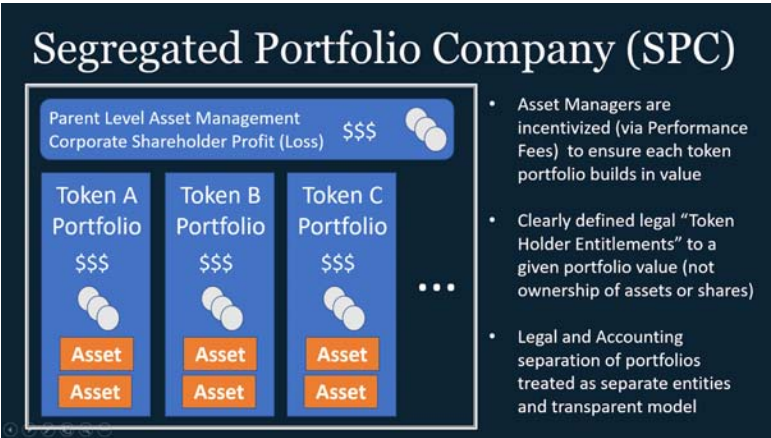 Segregated Portfolio Company (SPC)
Parent Level Asset Management
Corporate Shareholder Profit (Loss)
$$$
Token A
Portfolio
$$$
Asset
Asset
Token B
Portfolio
$$$
Asset
Asset
Token C
Portfolio
$$$
Asset
Asset
...
• Asset Managers are
incentivized (via Performance
Fees) to ensure each token
portfolio builds in value
• Clearly defined legal “Token
Holder Entitlements” to a
given portfolio value (not
ownership of assets or shares)
• Legal and Accounting
separation of portfolios
treated as separate entities
and transparent model